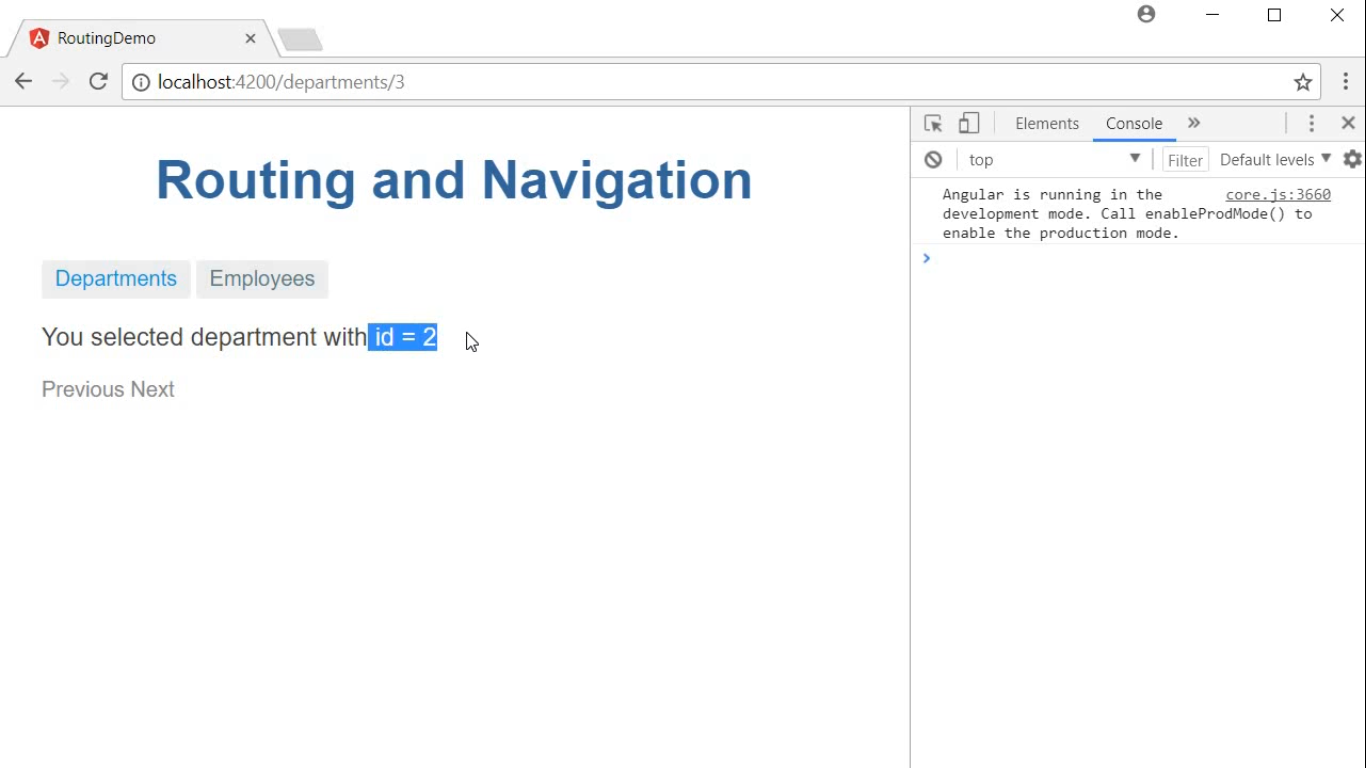 RoutingDemo
localhost:4200/departments/3
Elements Console
top Filter Default levels
Routing and Navigation
Departments Employees
You selected department with id = 2
Previous Next
Angular is running in the core.js:3660
development mode. Call enableProdMode() to
enable the production mode.